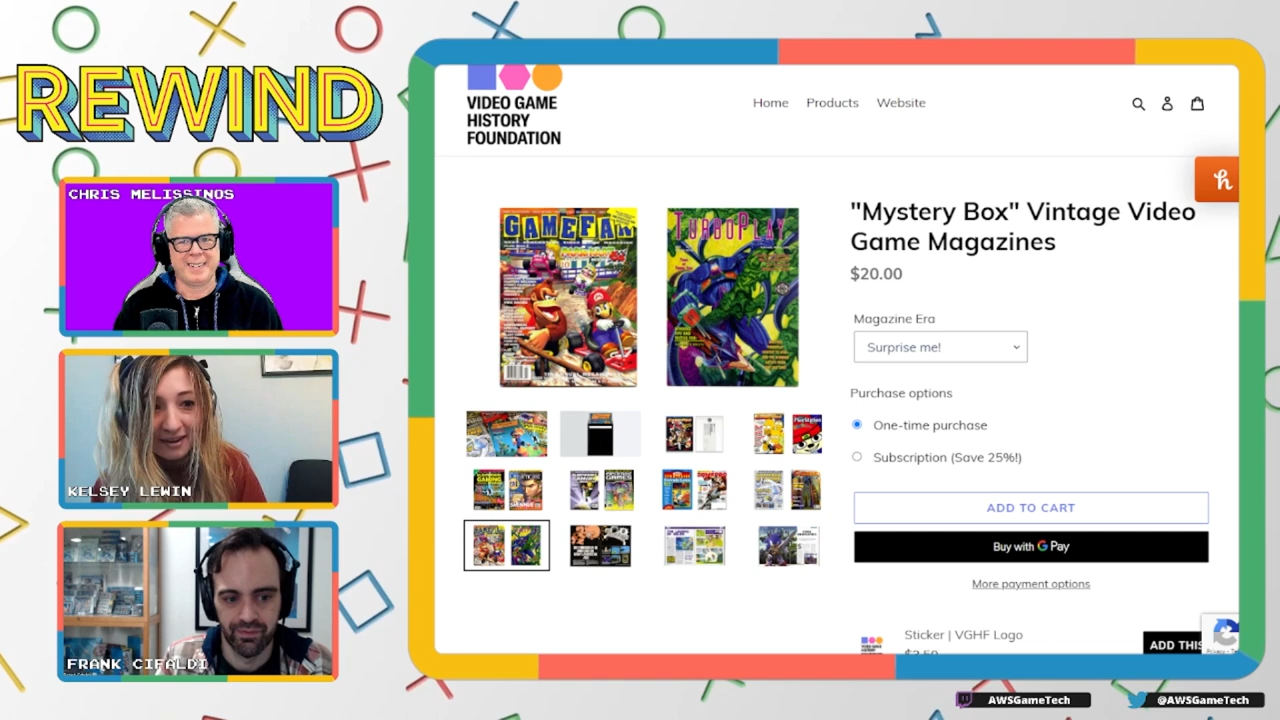 REWIND
CHRIS MELISSINOS
KELSEY LEWIN
FRANK CIFALDI
VIDEO GAME
HISTORY
FOUNDATION
Home Products Website
GAMEFAN
TURBOPLAY
"Mystery Box" Vintage Video
Game Magazines
$20.00
Magazine Era
Surprise me!
Purchase options
One-time purchase
Subscription (Save 25%!)
ADD TO CART
Buy with G Pay
More payment options
Sticker | VGHF Logo
ADD THIS
AWSGameTech
@AWSGameTech